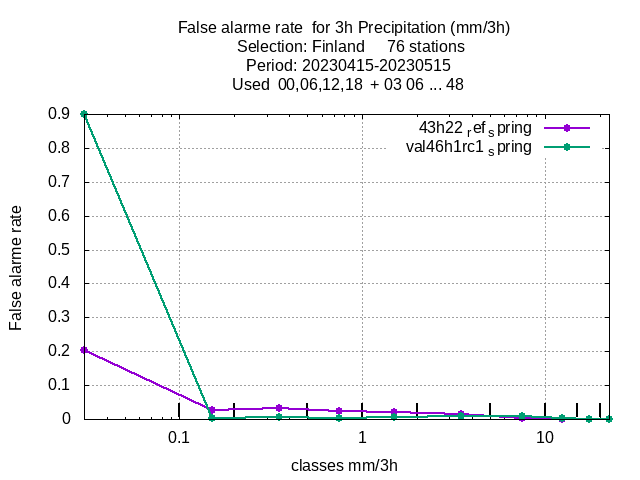 False alarme rate for 3h Precipitation (mm/3h)
Selection: Finland 76 stations
Period: 20230415-20230515
Used 00,06,12,18 + 03 06 ... 48
43h22 ref spring
val46h1rc1 spring
0.9
0.8
0.7
0.6
0.5
0.4
0.3
0.2
0.1
0
False alarme rate
0.1 1 10
classes mm/3h